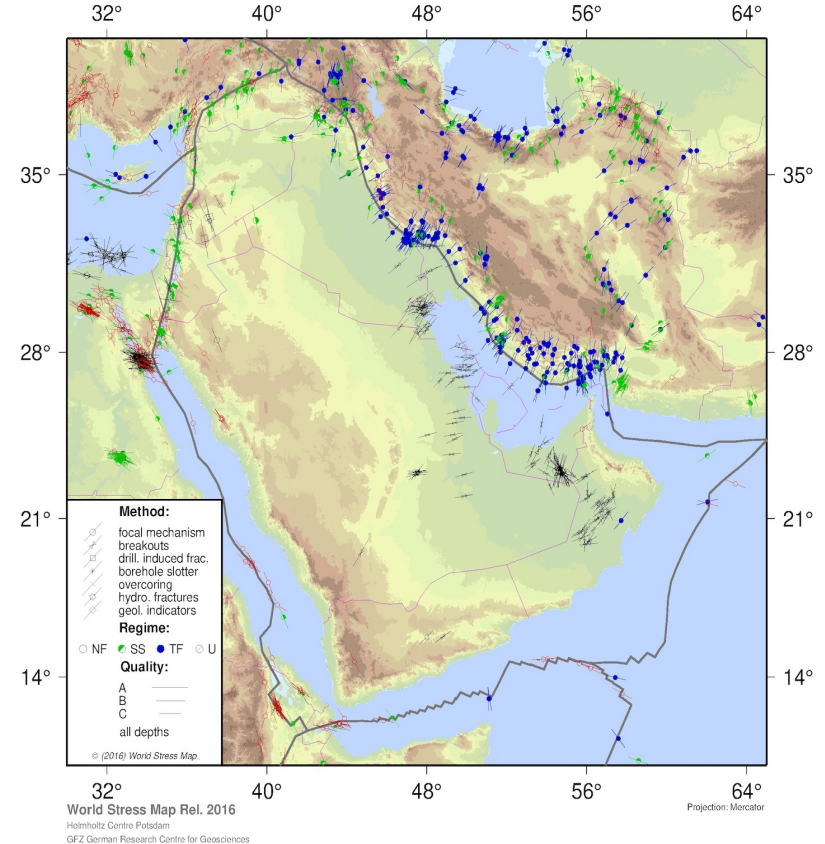 32° 40° 48° 56° 64°
35° 35°
28° 28°
21° 21°
14° 14°
Method:
focal mechanism
breakouts
drill. induced frac.
borehole slotter
overcoring
hydro. fractures
geol. indicators
Regime:
NF SS TF U
Quality:
A
B
C
all depths
© (2016) World Stress Map
32° 40° 48° 56° 64°
World Stress Map Rel. 2016
Projection: Mercator
Helmholtz Centre Potsdam
GFZ German Research Centre for Geosciences